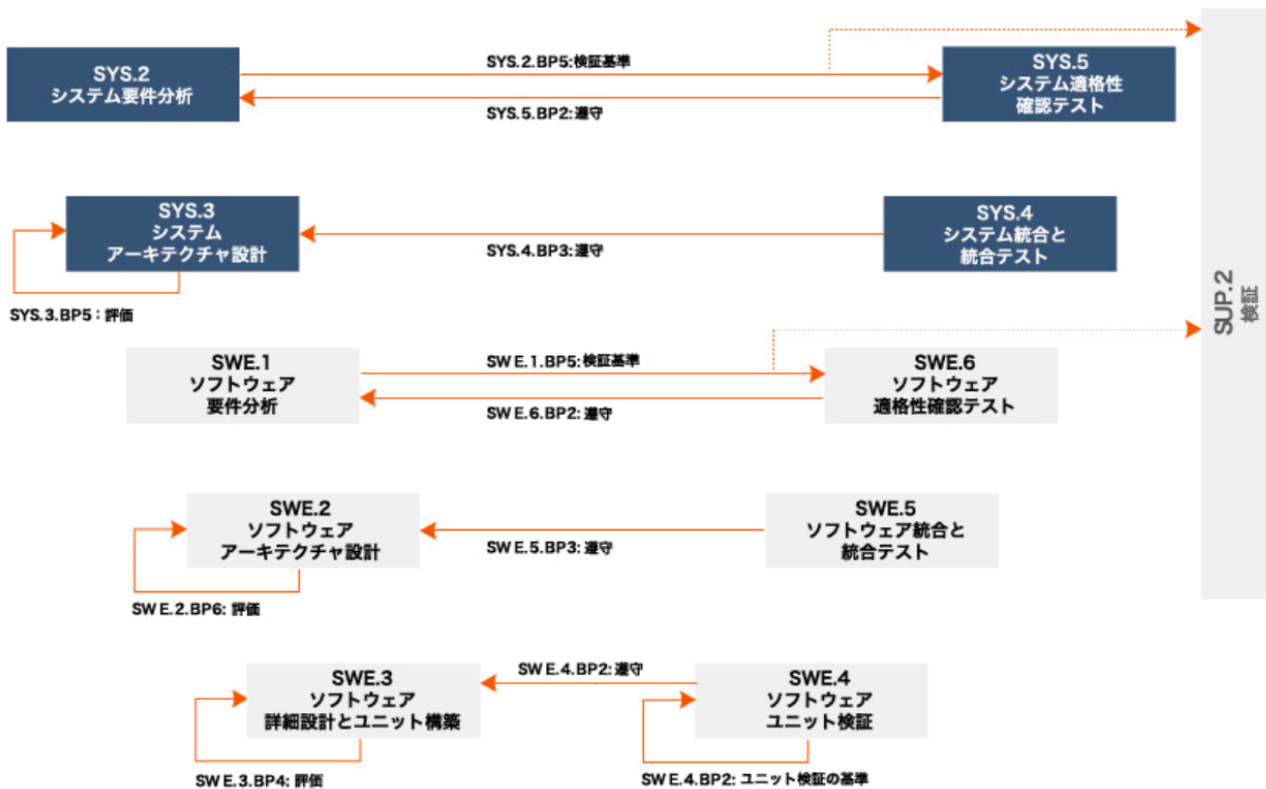 SYS.2
システム要件分析
SYS.2.BP5:検証基準
SYS.5.BP2:遵守
SYS.5
システム適格性
確認テスト
SYS.3
システム
アーキテクチャ設計
SYS.4.BP3:遵守
SYS.4
システム統合と
統合テスト
SYS.3.BP5:評価
SUP.2
検証
SWE.1
ソフトウェア
要件分析
SWE.1.BP5:検証基準
SWE.6.BP2:遵守
SWE.6
ソフトウェア
適格性確認テスト
SWE.2
ソフトウェア
アーキテクチャ設計
SWE.5.BP3:遵守
SWE.5
ソフトウェア統合と
統合テスト
SWE.2.BP6:評価
SWE.3
ソフトウェア
詳細設計とユニット構築
SWE.4.BP2:遵守
SWE.4
ソフトウェア
ユニット検証
SWE.3.BP4:評価
SWE.4.BP2:ユニット検証の基準